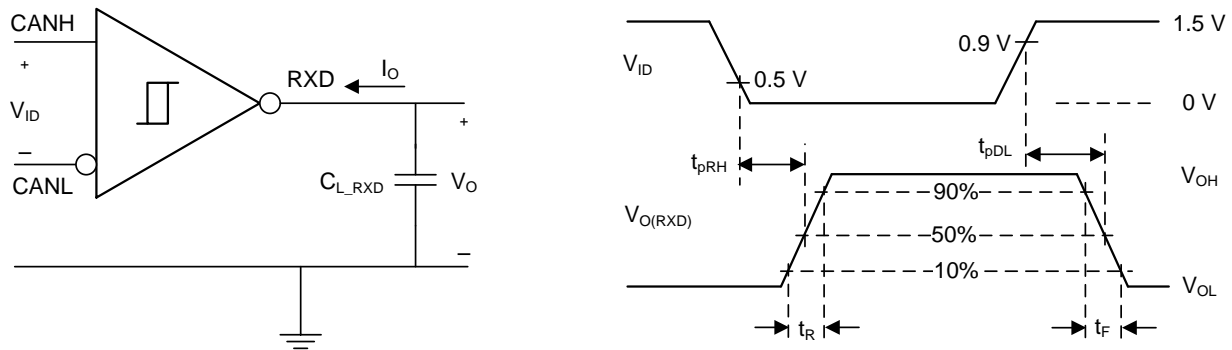 CANH
+
V_ID
–
CANL
RXD
I_O
+
C_L_RXD
V_O
–
V_ID
0.5 V
0.9 V
1.5 V
0 V
t_pRH
t_pDL
V_OH
V_O(RXD)
90%
50%
10%
V_OL
t_R
t_F